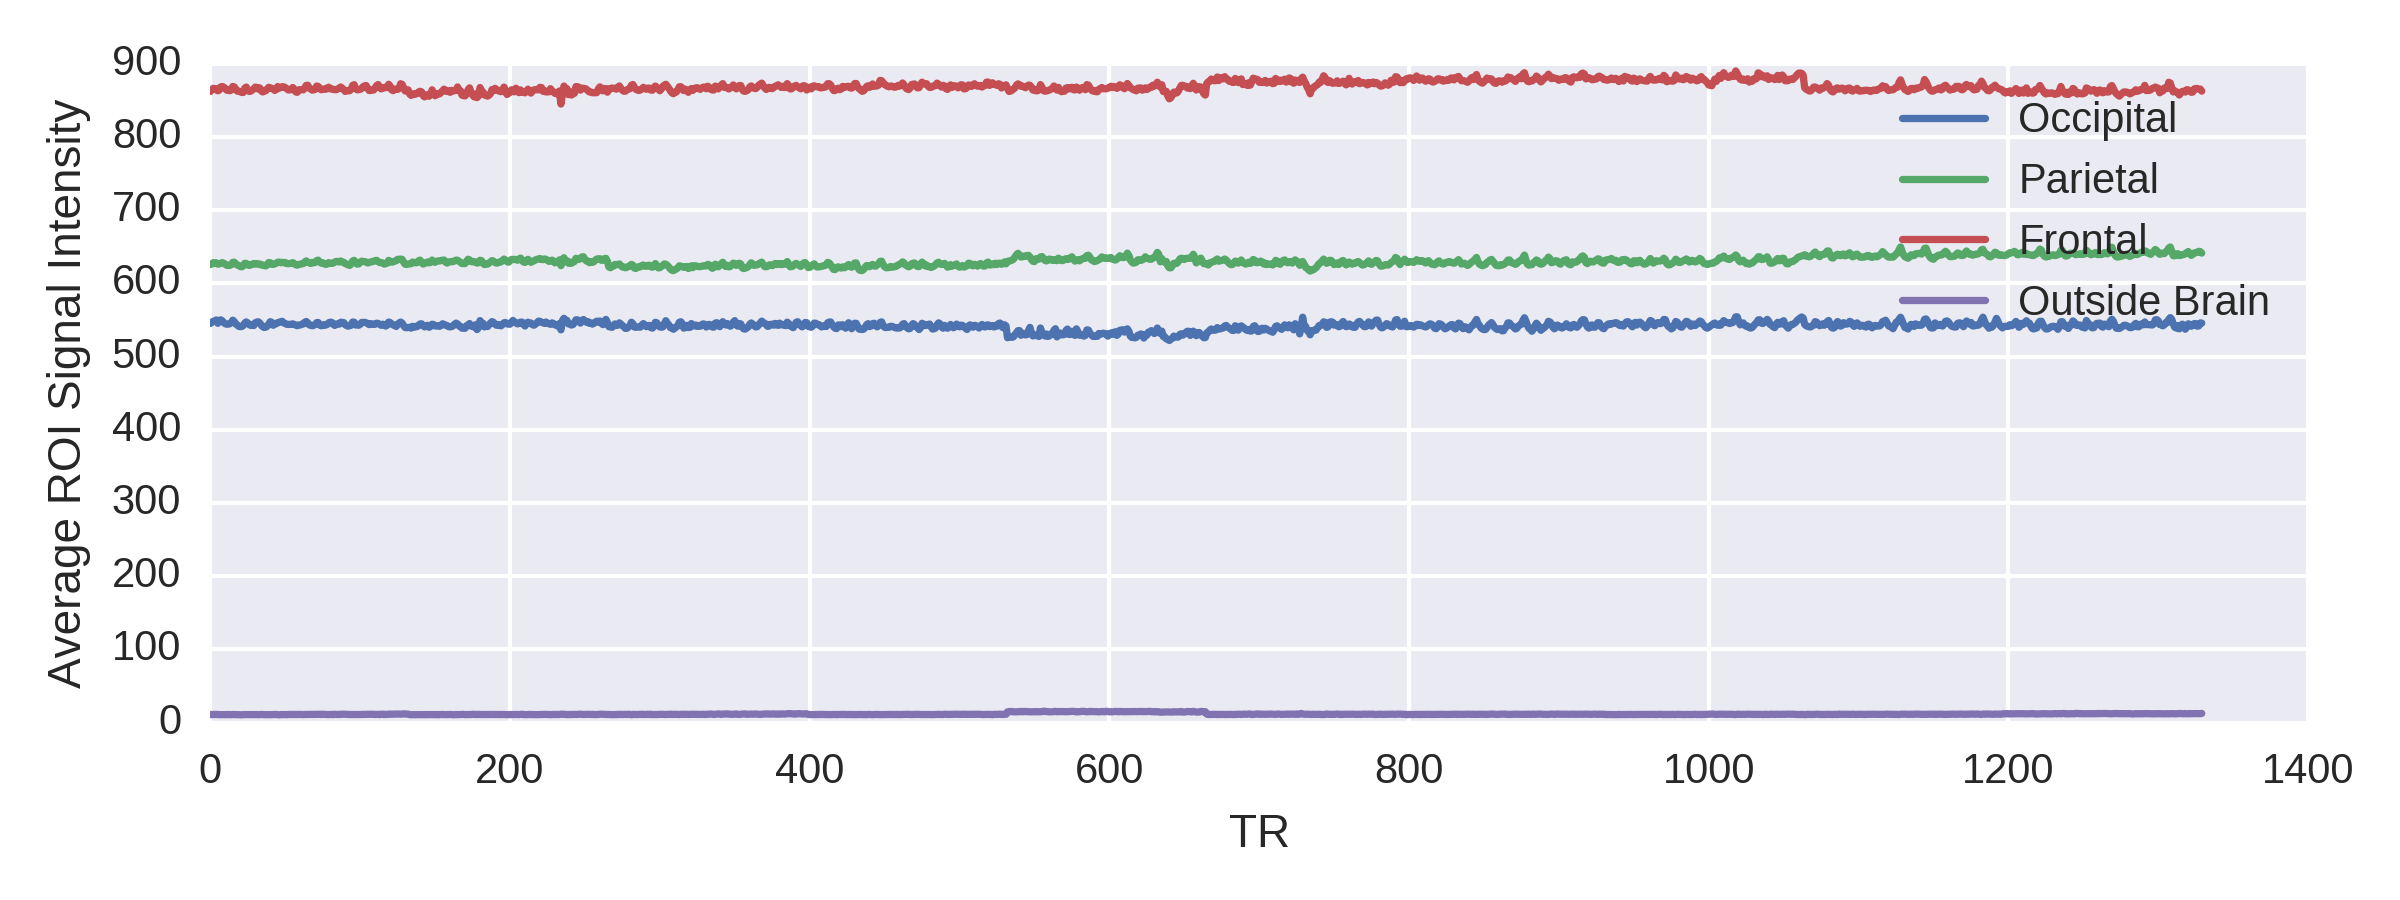 Average ROI Signal Intensity
900
800
700
600
500
400
300
200
100
0
Occipital
Parietal
Frontal
Outside Brain
0 200 400 600 800 1000 1200 1400
TR